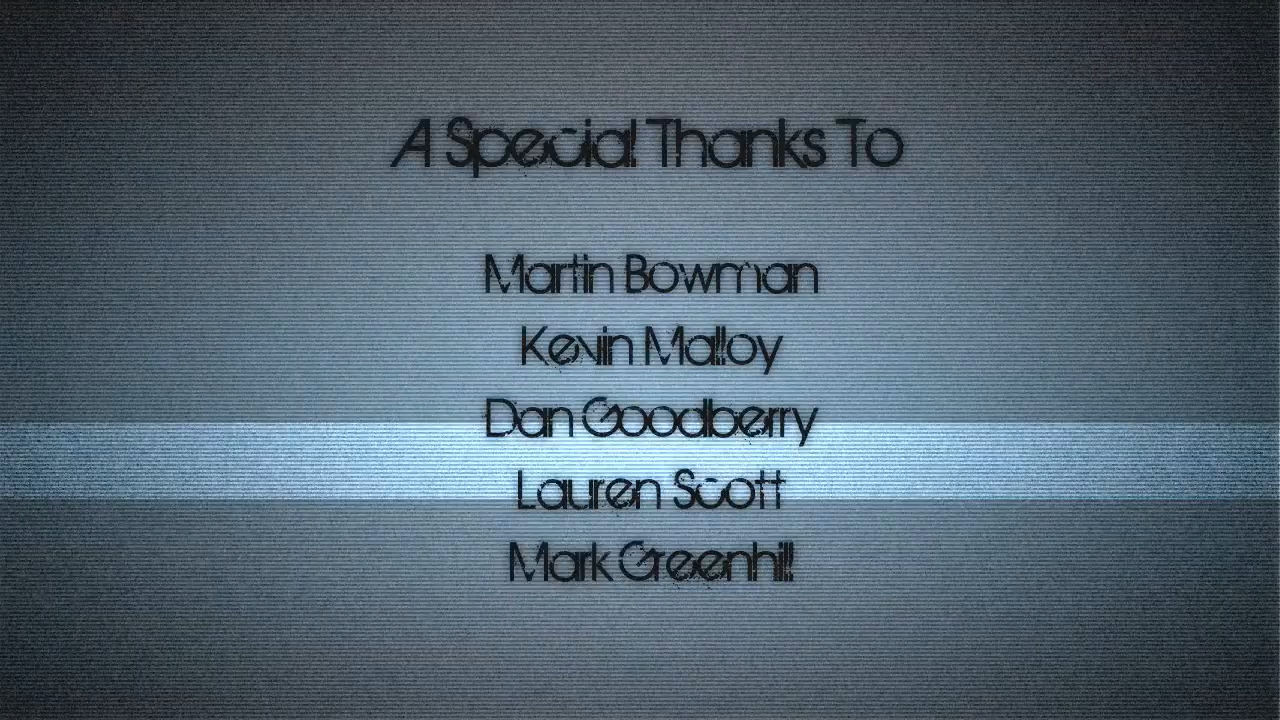 A Special Thanks To
Martin Bowman
Kevin Malloy
Dan Goodberry
Lauren Scott
Mark Greenhill